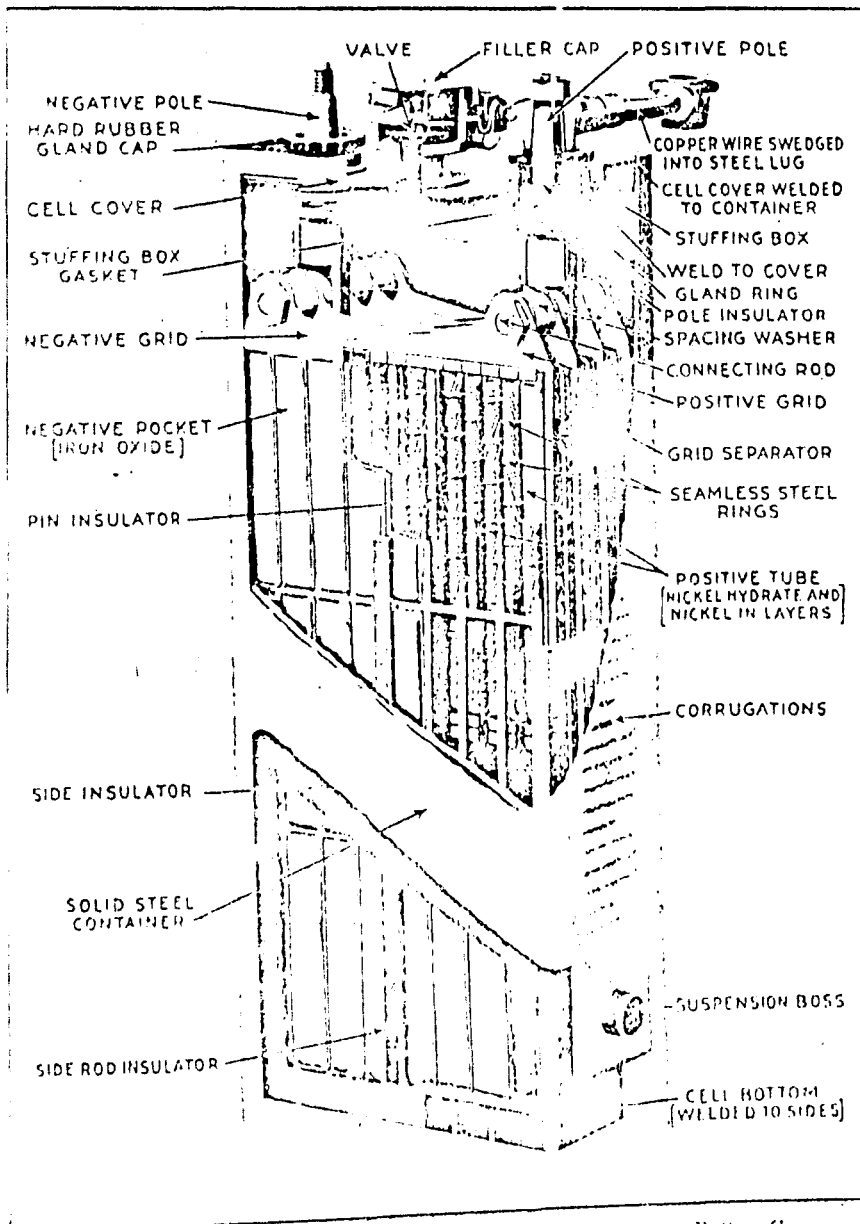 VALVE
FILLER CAP
POSITIVE POLE
NEGATIVE POLE
HARD RUBBER
GLAND CAP
COPPER WIRE SWEDGED
INTO STEEL LUG
CELL COVER WELDED
TO CONTAINER
CELL COVER
STUFFING BOX
STUFFING BOX
GASKET
WELD TO COVER
GLAND RING
POLE INSULATOR
SPACING WASHER
NEGATIVE GRID
CONNECTING ROD
POSITIVE GRID
NEGATIVE POCKET
[IRON OXIDE]
GRID SEPARATOR
SEAMLESS STEEL
RINGS
PIN INSULATOR
POSITIVE TUBE
[NICKEL HYDRATE AND
NICKEL IN LAYERS]
CORRUGATIONS
SIDE INSULATOR
SOLID STEEL
CONTAINER
SUSPENSION BOSS
SIDE ROD INSULATOR
CELL BOTTOM
[WELDED TO SIDES]